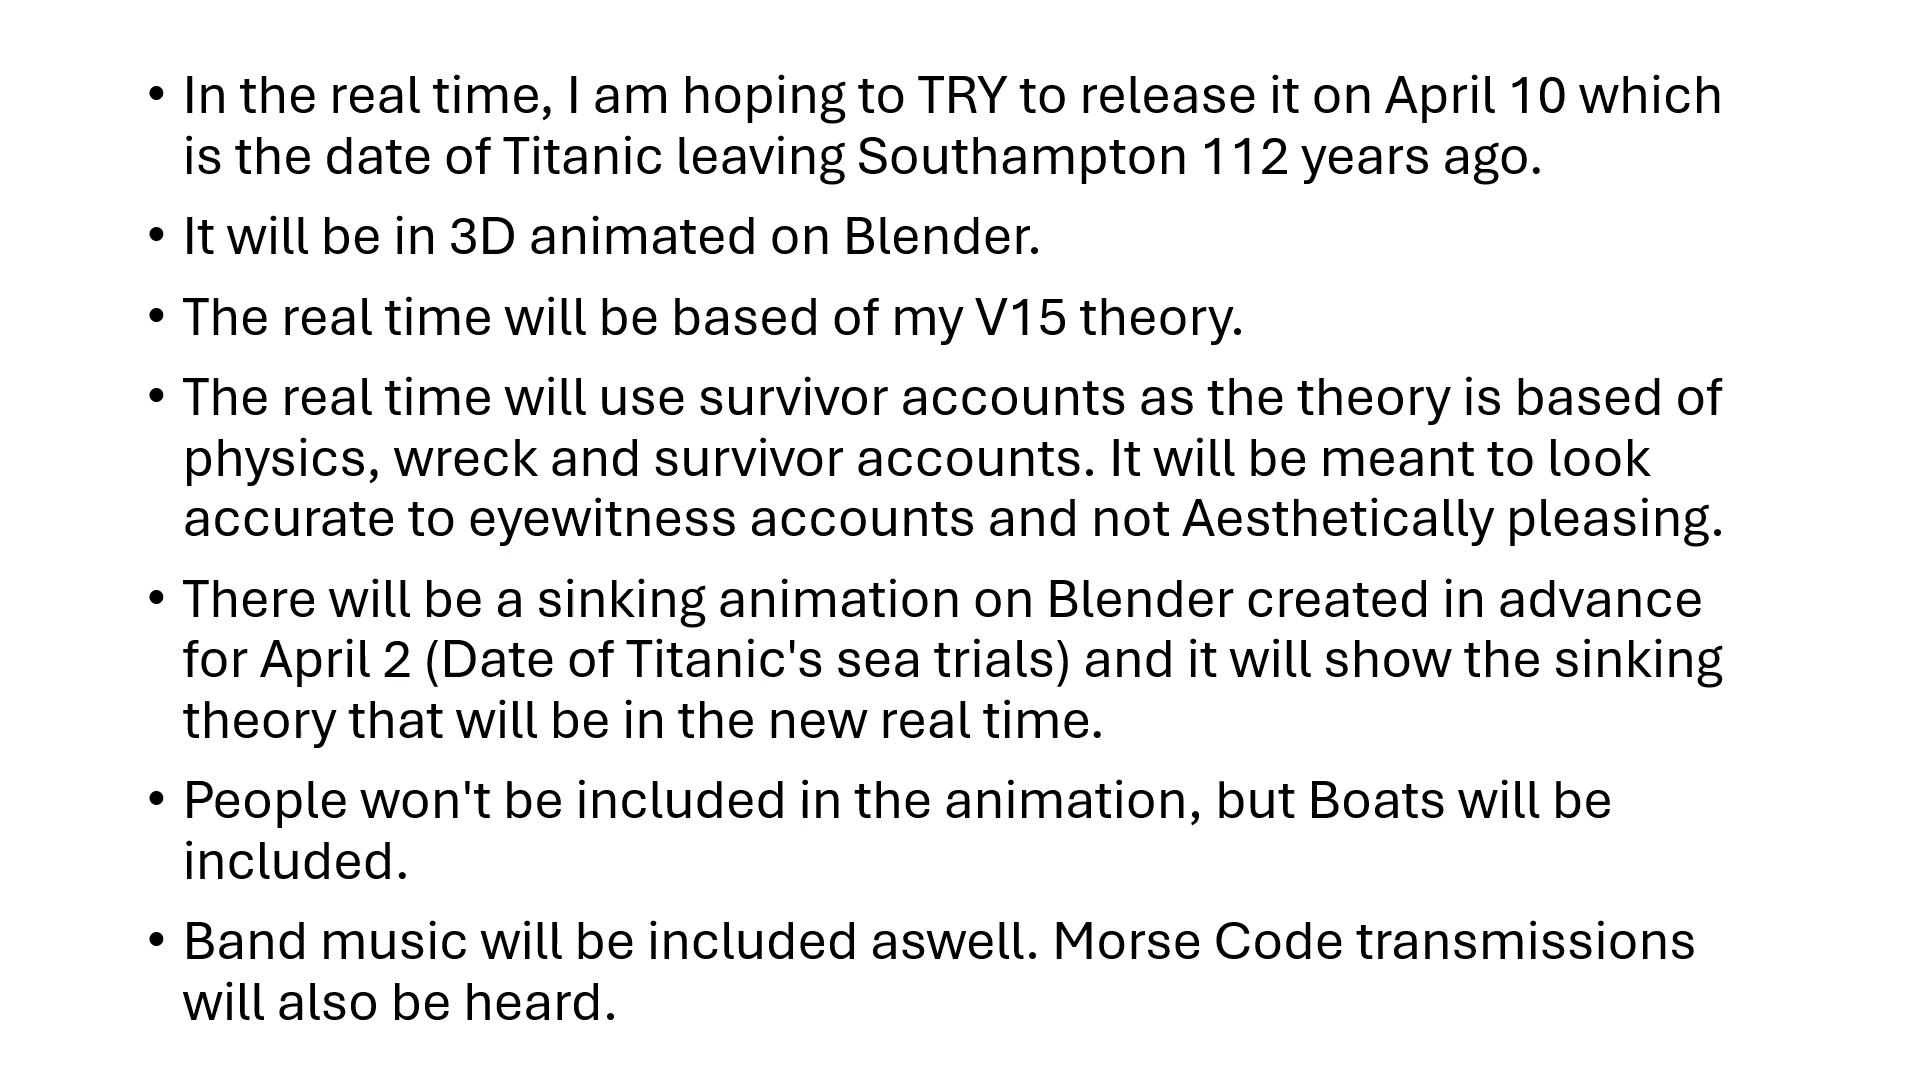 • In the real time, I am hoping to TRY to release it on April 10 which
is the date of Titanic leaving Southampton 112 years ago.
• It will be in 3D animated on Blender.
• The real time will be based of my V15 theory.
• The real time will use survivor accounts as the theory is based of
physics, wreck and survivor accounts. It will be meant to look
accurate to eyewitness accounts and not Aesthetically pleasing.
• There will be a sinking animation on Blender created in advance
for April 2 (Date of Titanic's sea trials) and it will show the sinking
theory that will be in the new real time.
• People won't be included in the animation, but Boats will be
included.
• Band music will be included aswell. Morse Code transmissions
will also be heard.